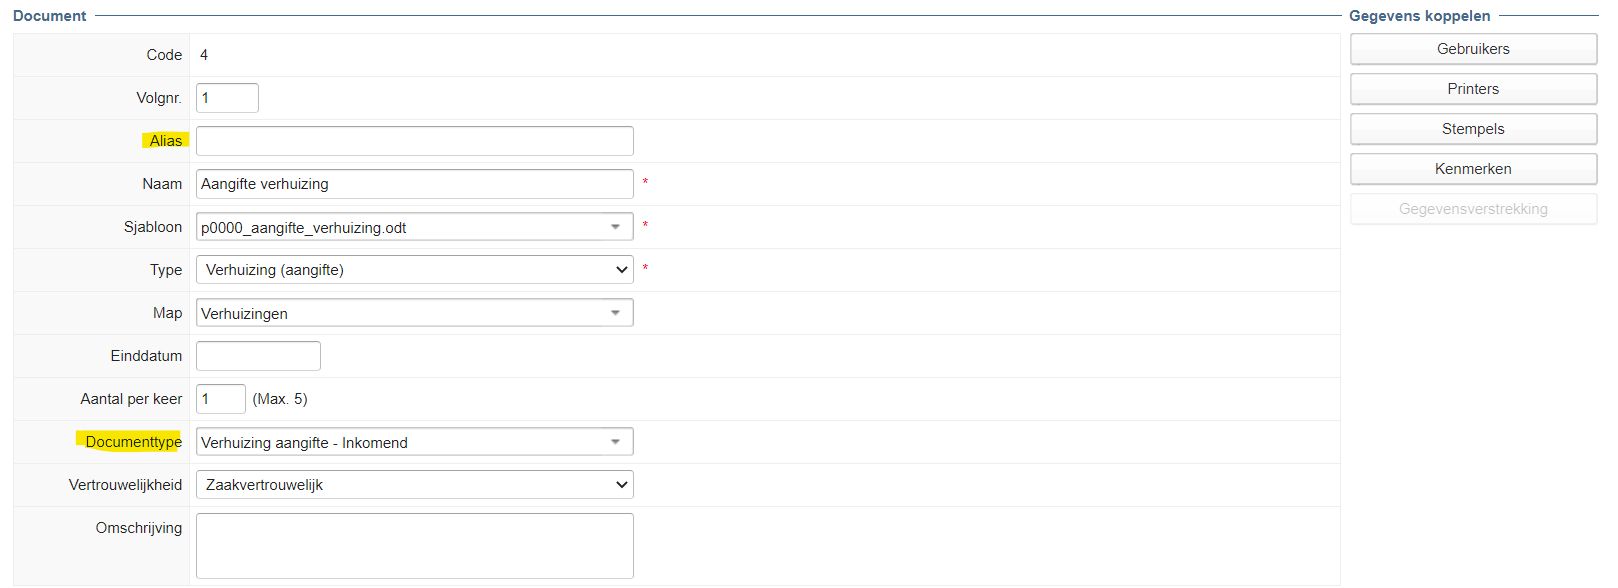 Document
Code 4
Volgnr. 1
Alias
Naam Aangifte verhuizing *
Sjabloon p0000_aangifte_verhuizing.odt *
Type Verhuizing (aangifte) *
Map Verhuizingen
Einddatum
Aantal per keer 1 (Max. 5)
Documenttype Verhuizing aangifte - Inkomend
Vertrouwelijkheid Zaakvertrouwelijk
Omschrijving
Gegevens koppelen
Gebruikers
Printers
Stempels
Kenmerken
Gegevensverstrekking